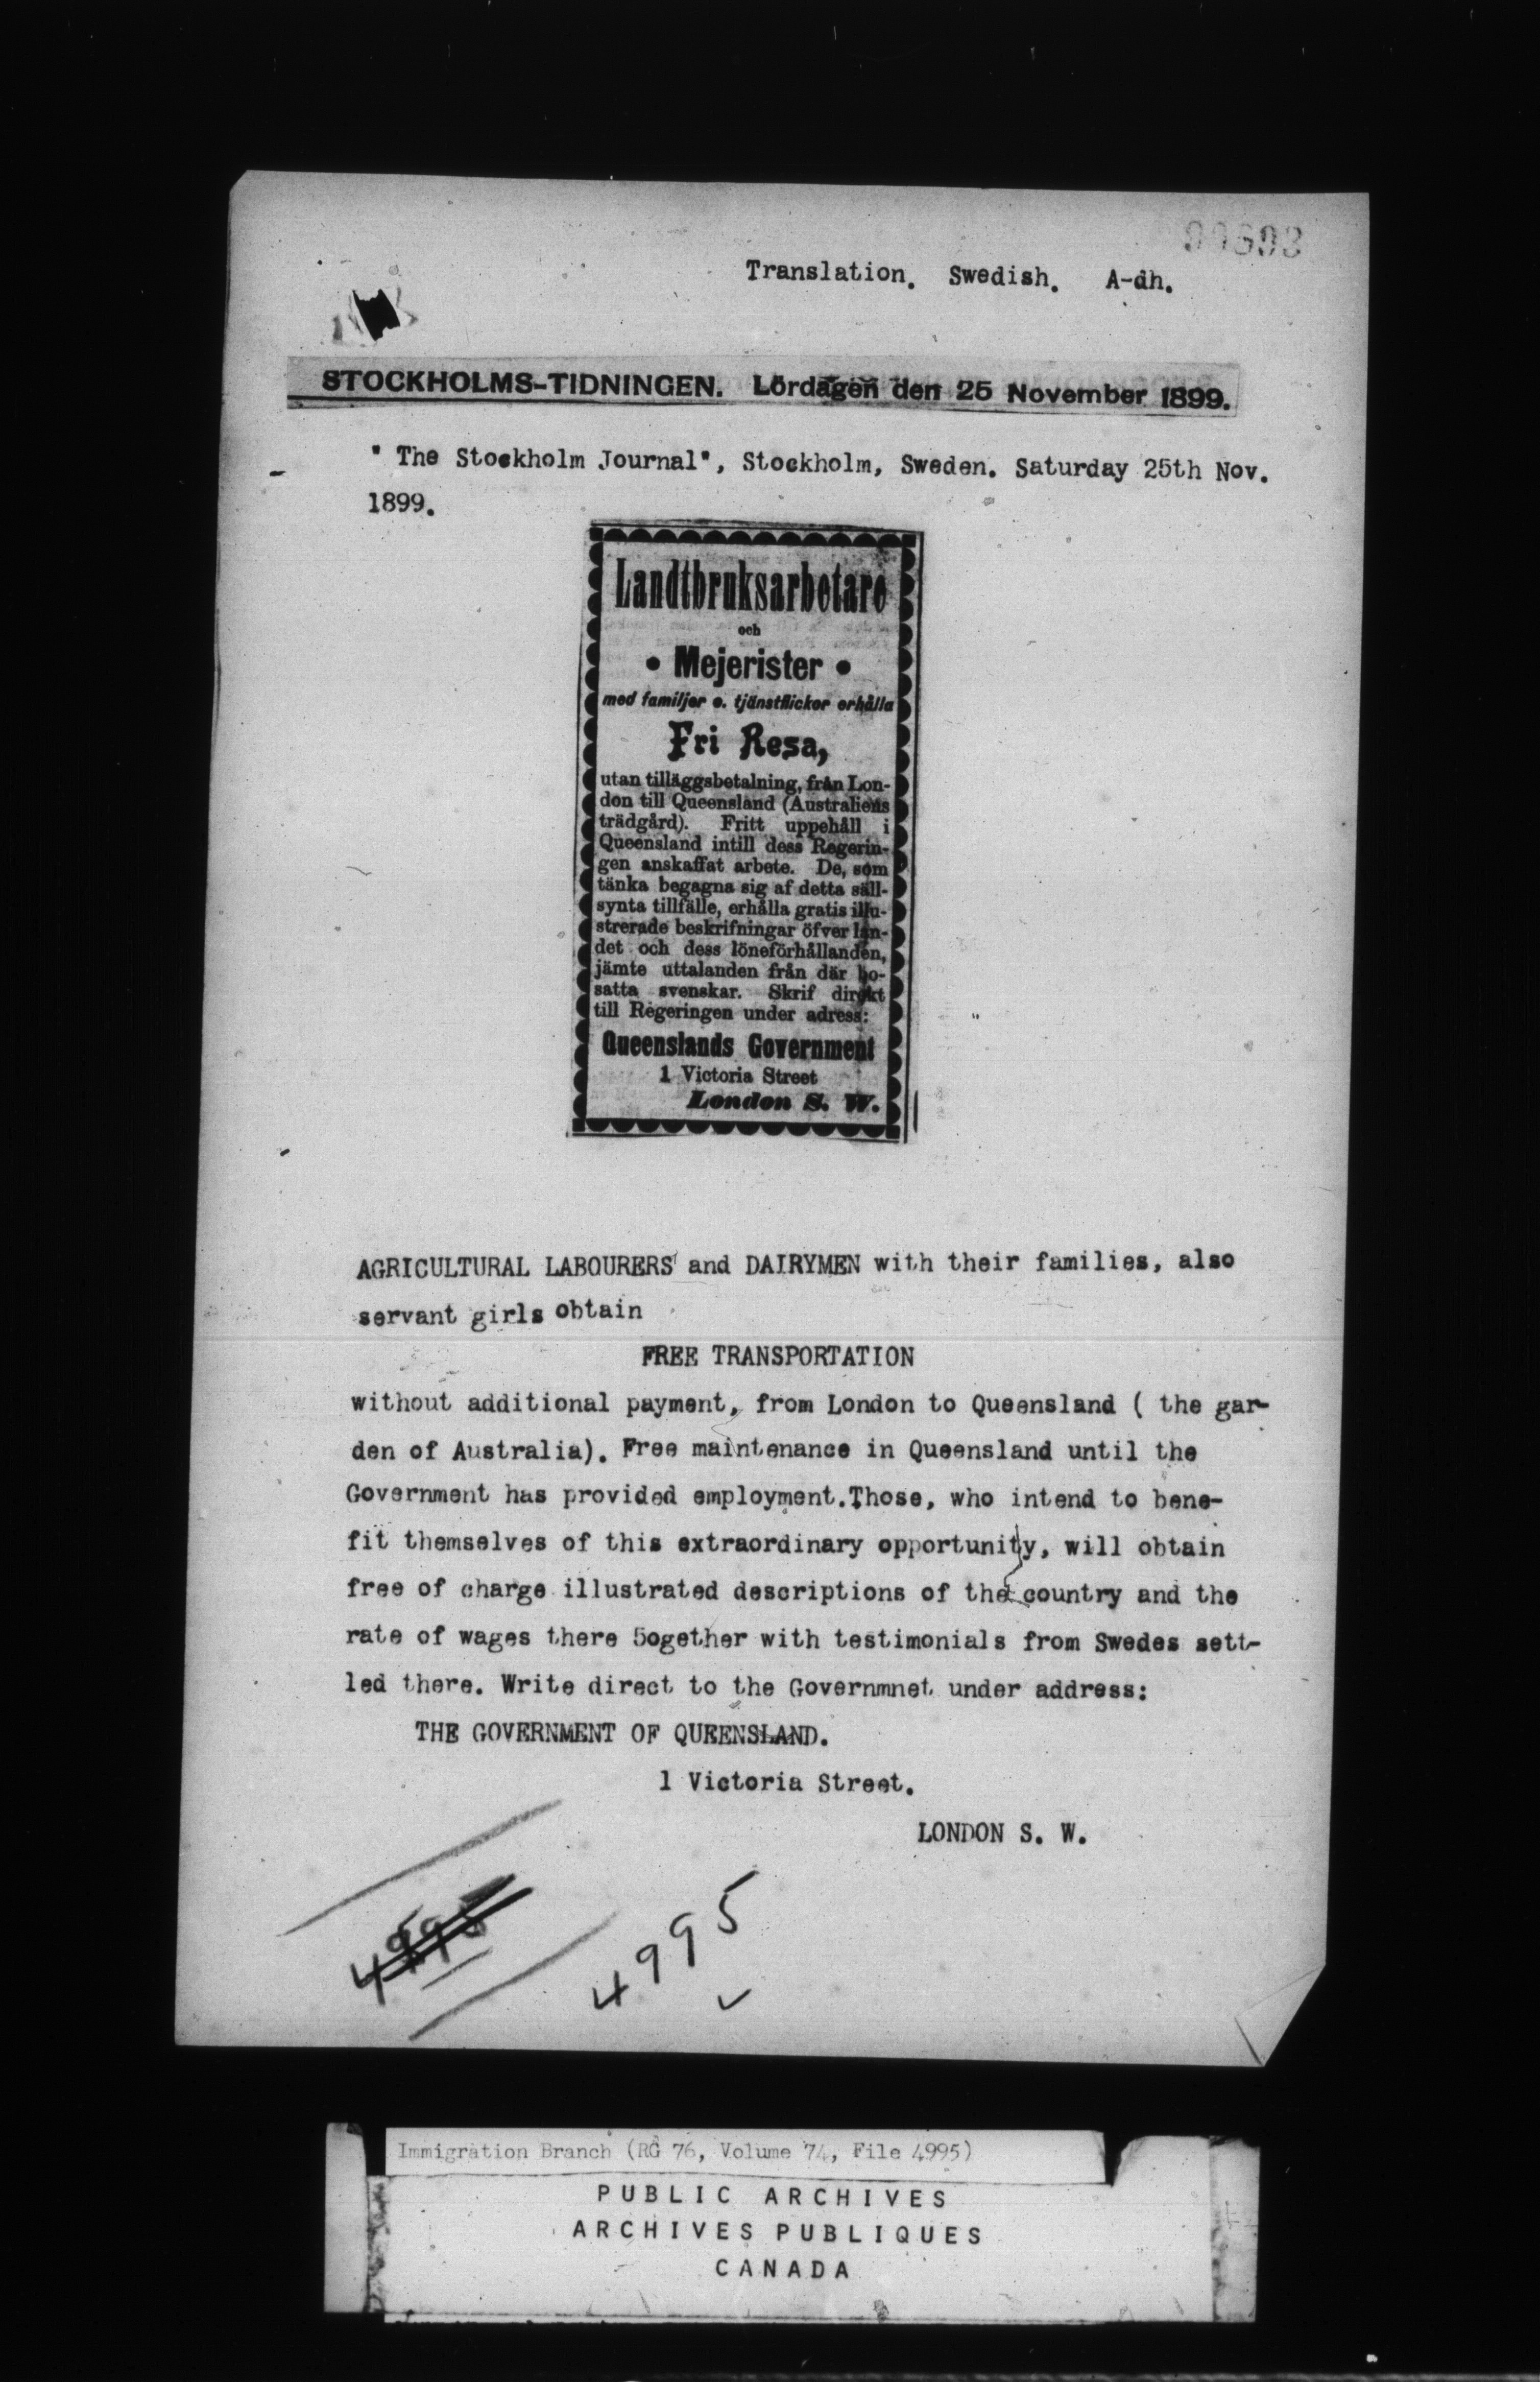 99693
Translation. Swedish. A-dh.
STOCKHOLMS-TIDNINGEN. Lördagen den 25 November 1899.
" The Stockholm Journal", Stockholm, Sweden. Saturday 25th Nov.
1899.
Landtbruksarbetare
och
• Mejerister •
med familjer o. tjänstflickor erhålla
Fri Resa,
utan tilläggsbetalning, från Lon-
don till Queensland (Australiens
trädgård). Fritt uppehåll i
Queensland intill dess Regerin-
gen anskaffat arbete. De, som
tänka begagna sig af detta säll-
synta tillfälle, erhålla gratis illu-
strerade beskrifningar öfver lan-
det och dess löneförhållanden,
jämte uttalanden från där bo-
satta svenskar. Skrif direkt
till Regeringen under adress:
Queenslands Government
1 Victoria Street
London S. W.
AGRICULTURAL LABOURERS and DAIRYMEN with their families, also
servant girls obtain
FREE TRANSPORTATION
without additional payment, from London to Queensland ( the gar-
den of Australia). Free maintenance in Queensland until the
Government has provided employment.Those, who intend to bene-
fit themselves of this extraordinary opportunity, will obtain
free of charge illustrated descriptions of the country and the
rate of wages there 5ogether with testimonials from Swedes sett-
led there. Write direct to the Governmnet under address:
THE GOVERNMENT OF QUEENSLAND.
1 Victoria Street.
LONDON S. W.
4995
4995
Immigration Branch (RG 76, Volume 74, File 4995)
PUBLIC ARCHIVES
ARCHIVES PUBLIQUES
CANADA